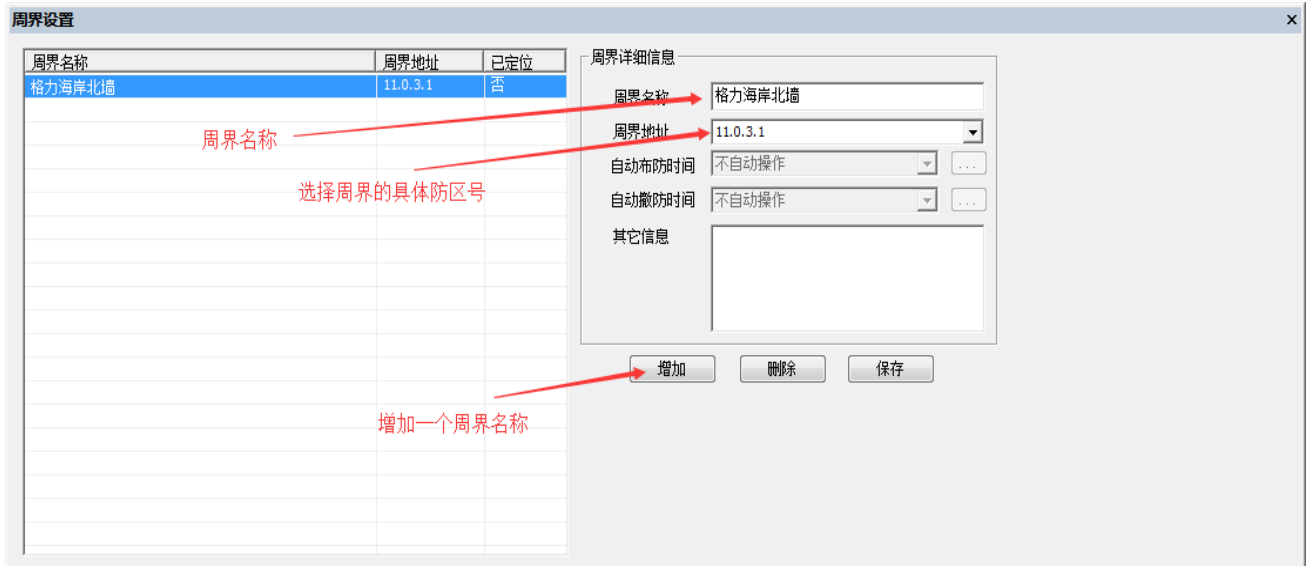 周界设置
x
周界名称 周界地址 已定位
格力海岸北墙 11.0.3.1 否
周界名称
选择周界的具体防区号
增加一个周界名称
周界详细信息
周界名称 格力海岸北墙
周界地址 11.0.3.1
自动布防时间 不自动操作 ...
自动撤防时间 不自动操作 ...
其它信息
增加 删除 保存